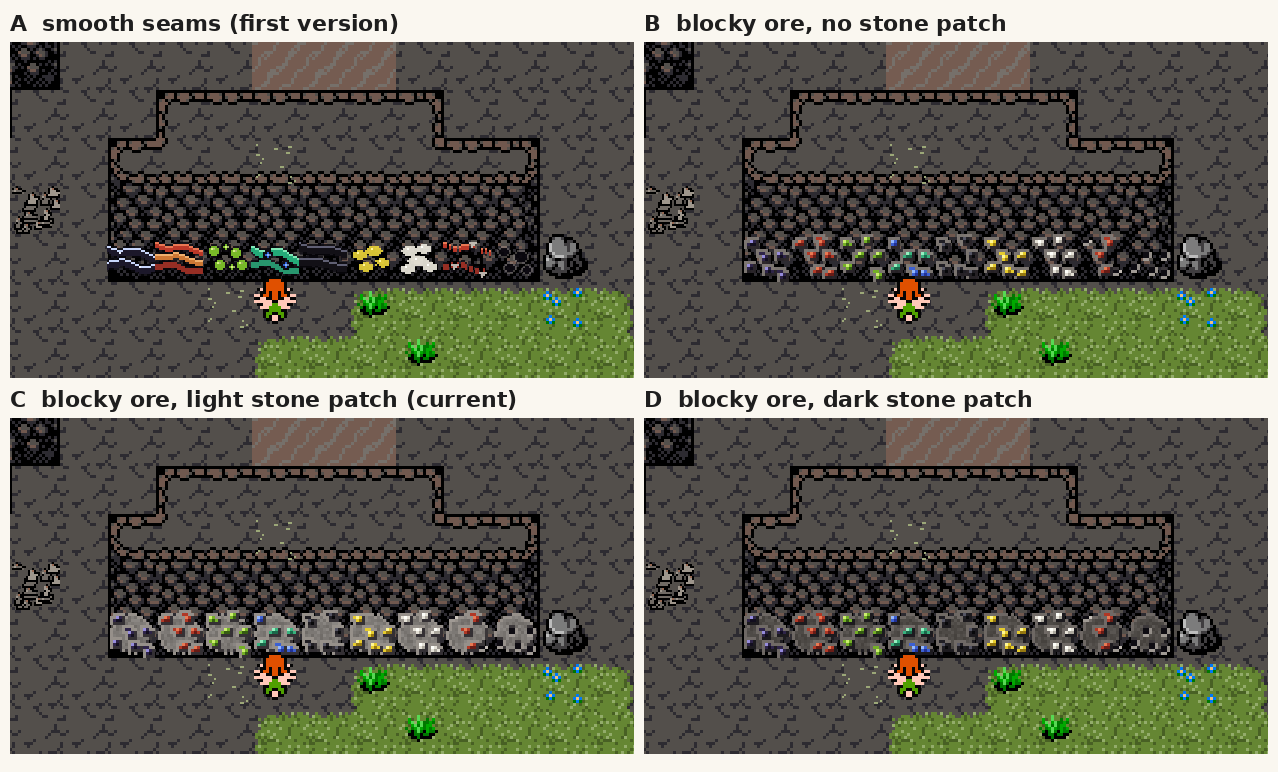 A smooth seams (first version)
B blocky ore, no stone patch
C blocky ore, light stone patch (current)
D blocky ore, dark stone patch